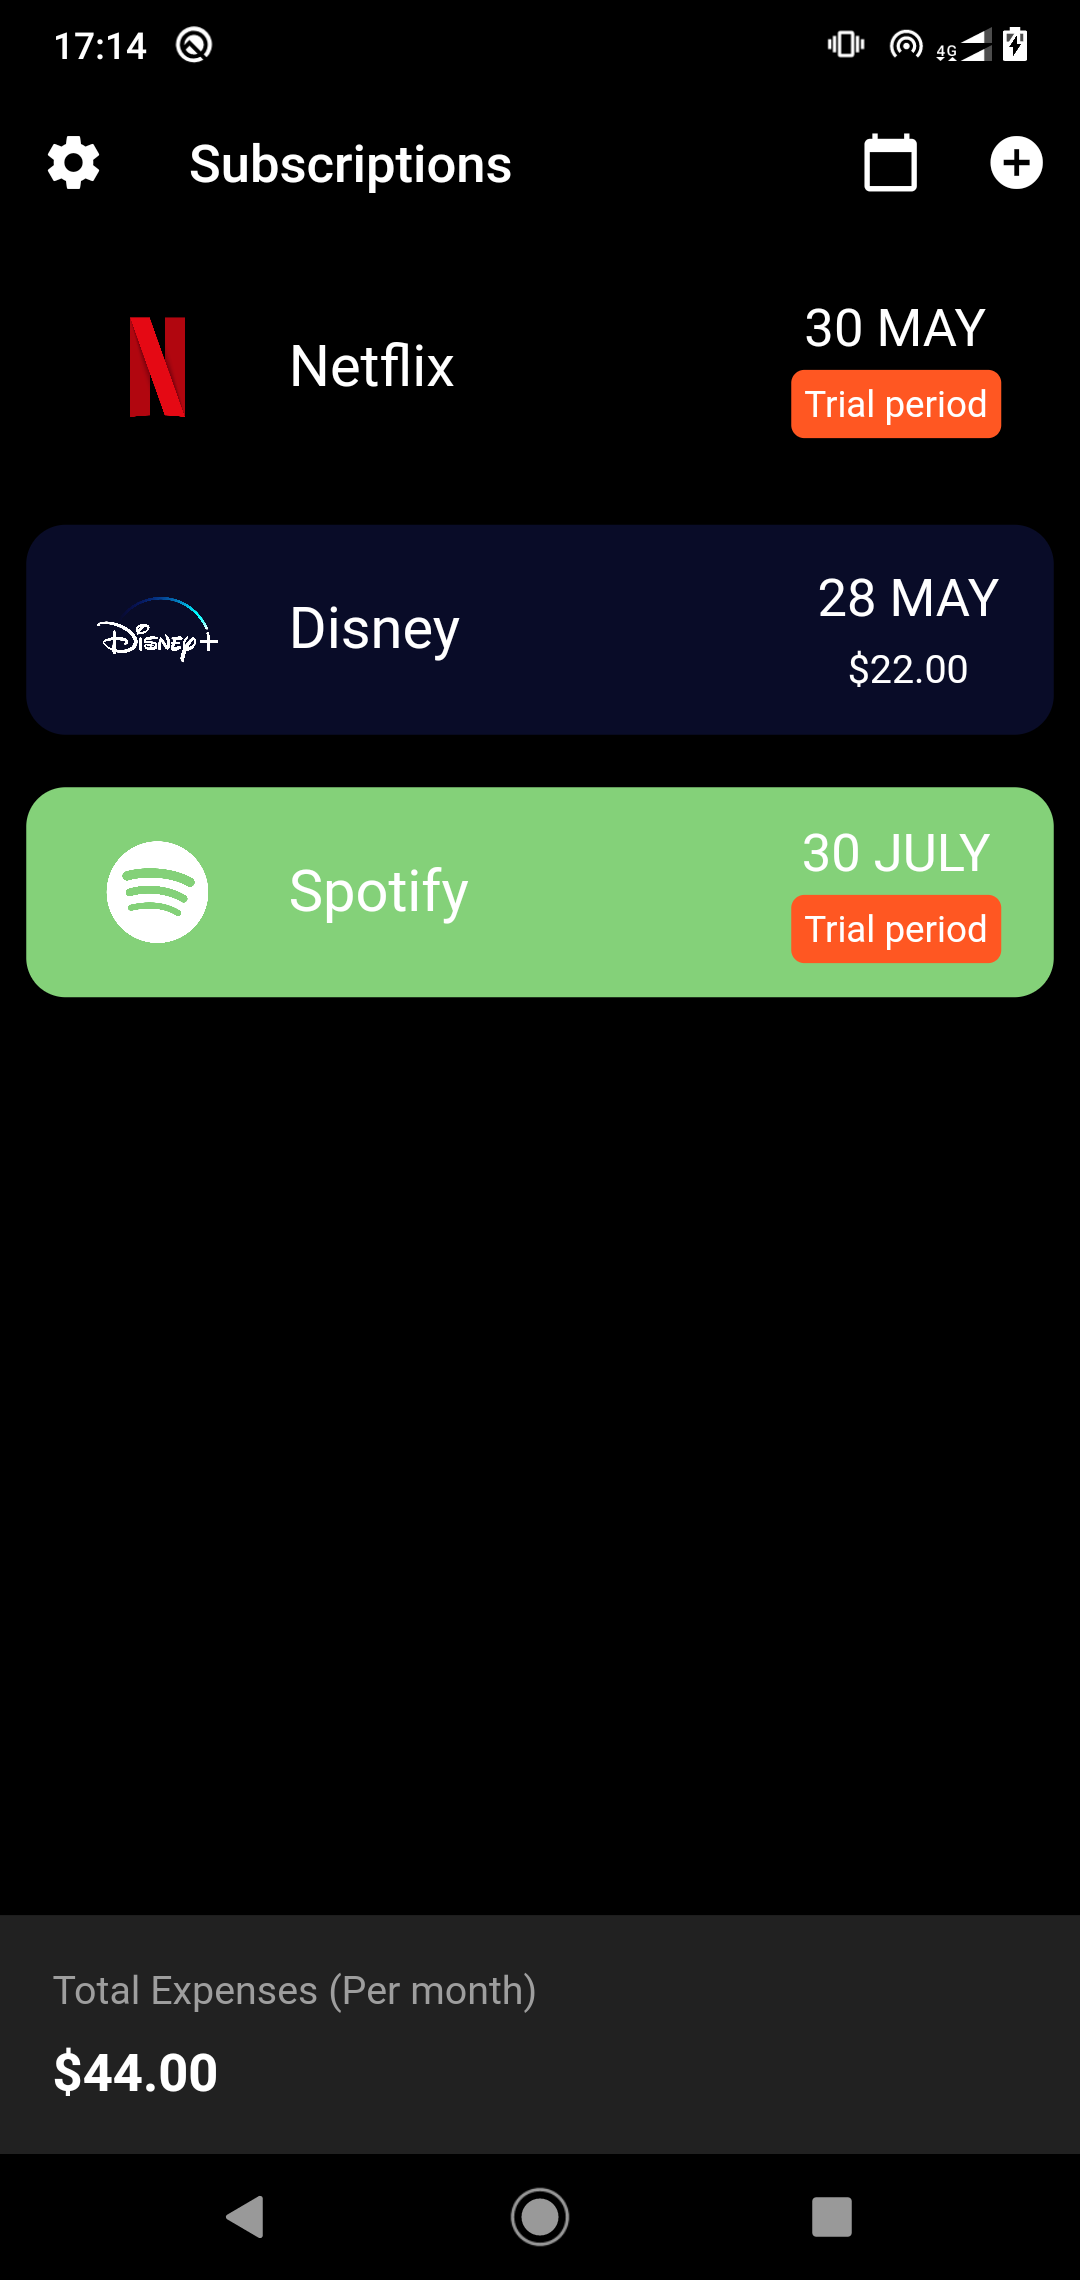 17:14
4G
Subscriptions
Netflix
30 MAY
Trial period
Disney+
Disney
28 MAY
$22.00
Spotify
30 JULY
Trial period
Total Expenses (Per month)
$44.00